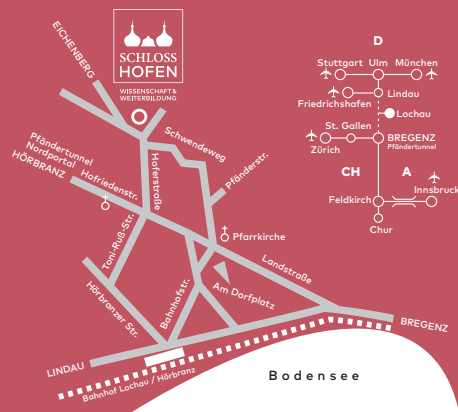 SCHLOSS
HOFEN
WISSENSCHAFT &
WEITERBILDUNG
EICHENBERG
Schwendeweg
Pfändertunnel
Nordportal
HÖRBRANZ
Hofriedenstr.
Hoferstraße
Pfänderstr.
Pfarrkirche
Toni-Ruß-Str.
Landstraße
Hörbranzer Str.
Bahnhofstr.
Am Dorfplatz
LINDAU
Bahnhof Lochau / Hörbranz
BREGENZ
Bodensee
D
Stuttgart
Ulm
München
Friedrichshafen
Lindau
Lochau
St. Gallen
Zürich
BREGENZ
Pfändertunnel
CH
A
Innsbruck
Feldkirch
Chur